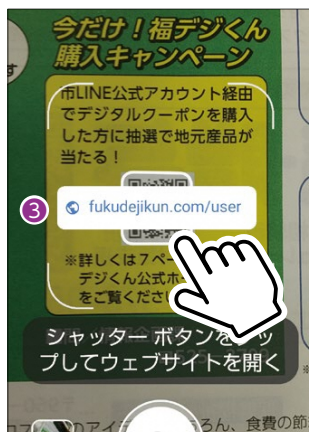 今だけ！福デジくん
購入キャンペーン
す
市LINE公式アカウント経由
でデジタルクーポンを購入
した方に抽選で地元産品が
当たる！
3
fukudejikun.com/user
※詳しくは7ペー
デジくん公式ホ
をご覧くださ
シャッター ボタンを
プしてウェブサイトを開く
ろん、食費の節